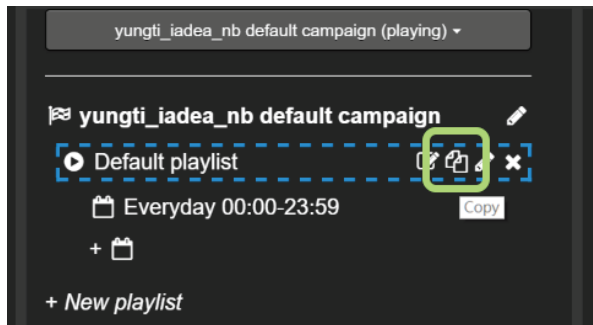 yungti_iadea_nb default campaign (playing)
yungti_iadea_nb default campaign
Default playlist
Everyday 00:00-23:59
Copy
+
+ New playlist